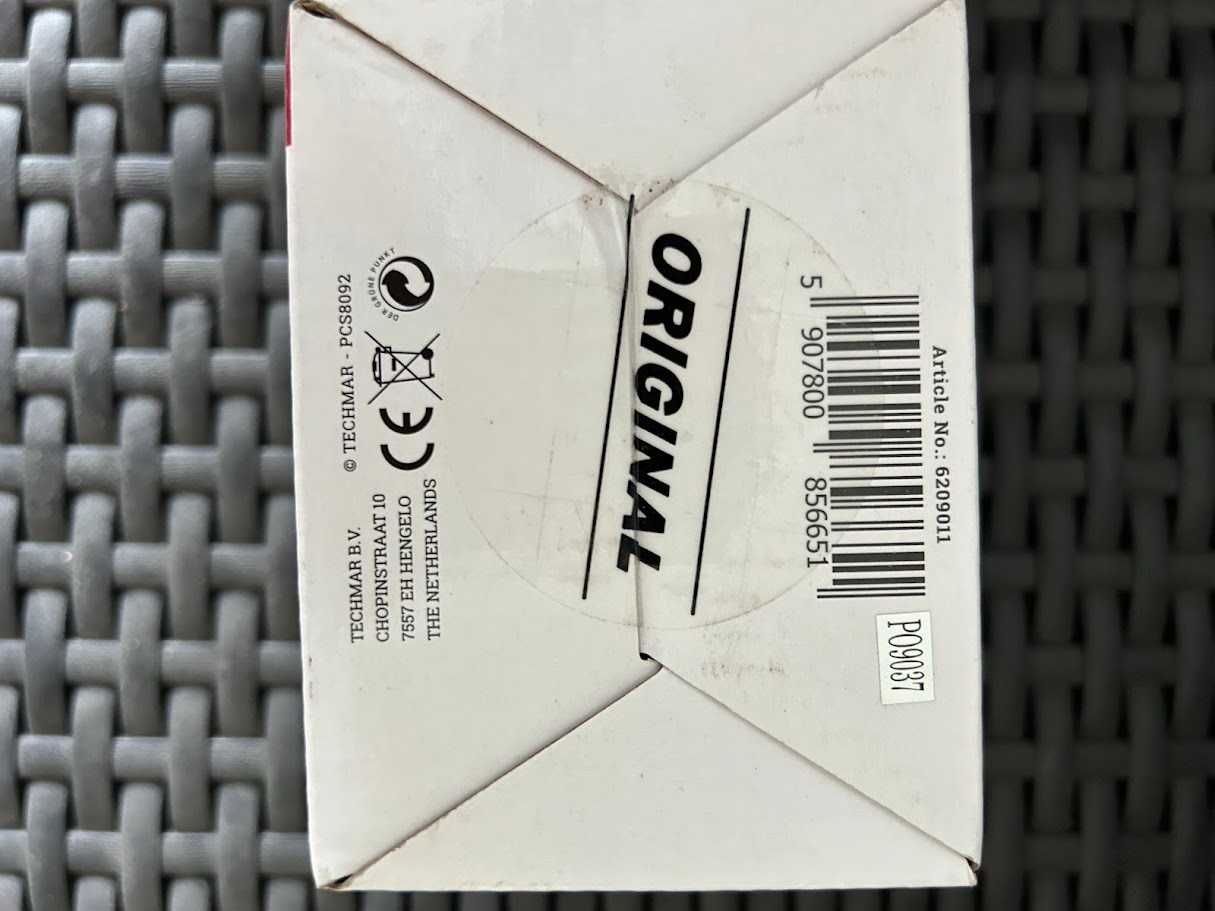 Article No.: 6209011
5 907800 856651
PO9037
ORIGINAL
DER GRÜNE PUNKT
CE
© TECHMAR - PCS8092
TECHMAR B.V.
CHOPINSTRAAT 10
7557 EH HENGELO
THE NETHERLANDS